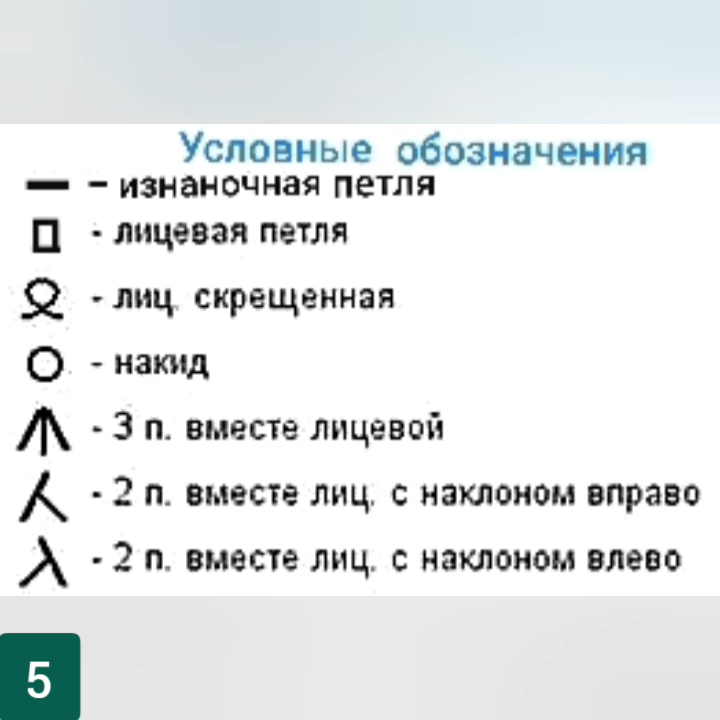 Условные обозначения
– изнаночная петля
- лицевая петля
- лиц. скрещенная
- накид
- 3 п. вместе лицевой
- 2 п. вместе лиц. с наклоном вправо
- 2 п. вместе лиц. с наклоном влево
5